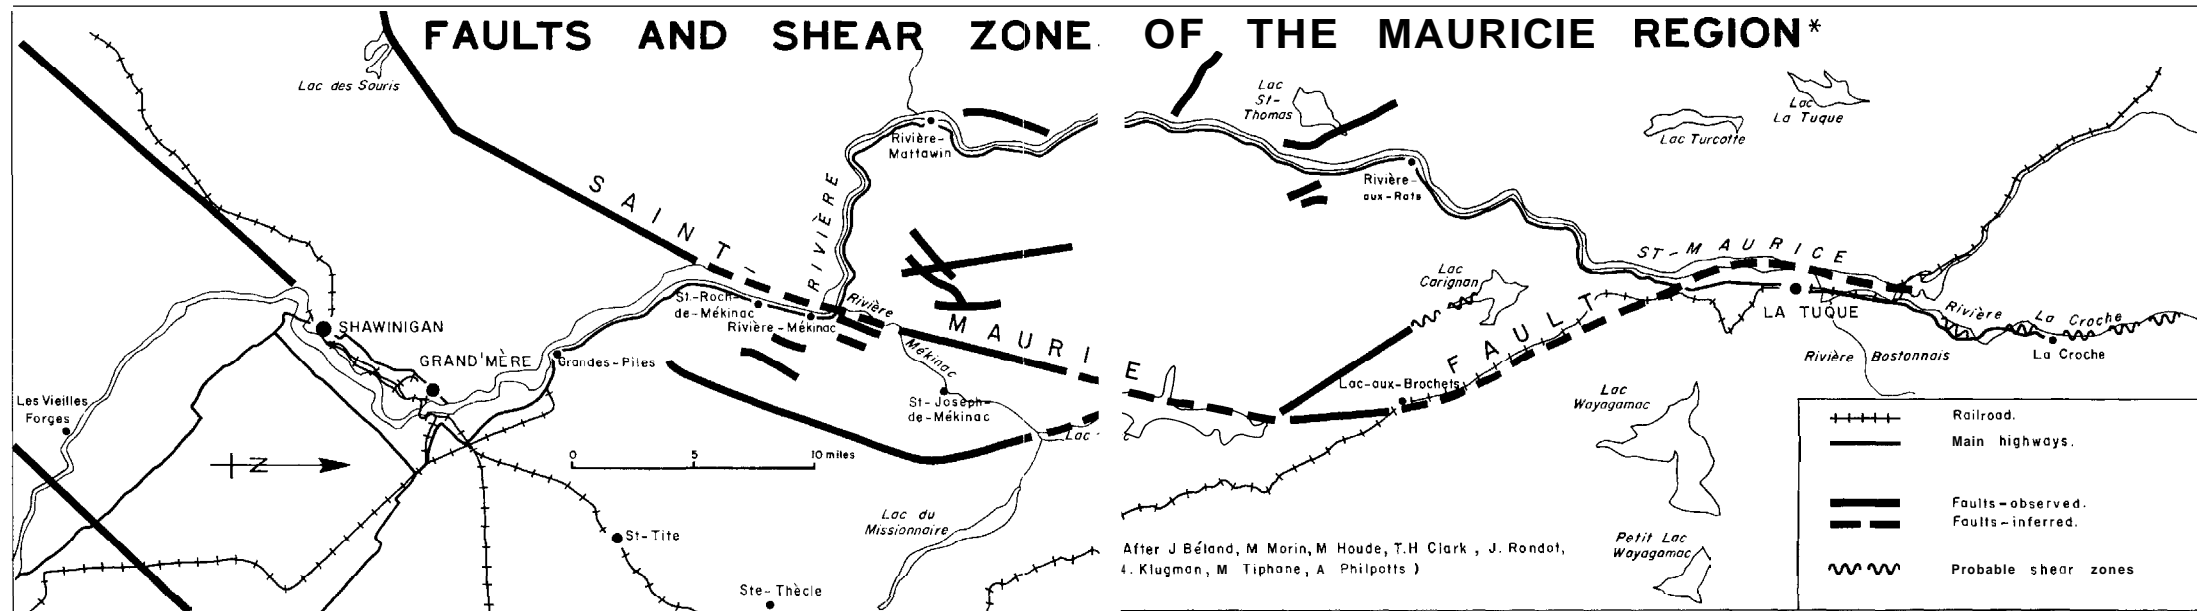 FAULTS AND SHEAR ZONE OF THE MAURICIE REGION*
Lac des Souris
Rivière-
Mattawin
Lac
St-
Thomas
Lac
La Tuque
Lac Turcotte
Rivière-
aux-Rats
SAINT-
RIVIÈRE
ST-MAURICE
Lac
Carignan
St.-Roch-
de-Mékinac
Rivière-Mékinac
Rivière
Mékinac
MAURI
E
FAULT
SHAWINIGAN
GRAND'MÈRE
Grandes-Piles
LA TUQUE
Rivière La Croche
La Croche
Rivière Bostonnais
Les Vieilles
Forges
St-Joseph-
de-Mékinac
Lac-aux-Brochets
Lac
Wayagamac
Lac
N
0 5 10 miles
Lac du
Missionnaire
St-Tite
Ste-Thècle
Petit Lac
Wayagamac
After J Béland, M Morin, M Houde, T.H Clark, J. Rondot,
Klugman, M Tiphane, A Philpotts )
Railroad.
Main highways.
Faults-observed.
Faults-inferred.
Probable shear zones